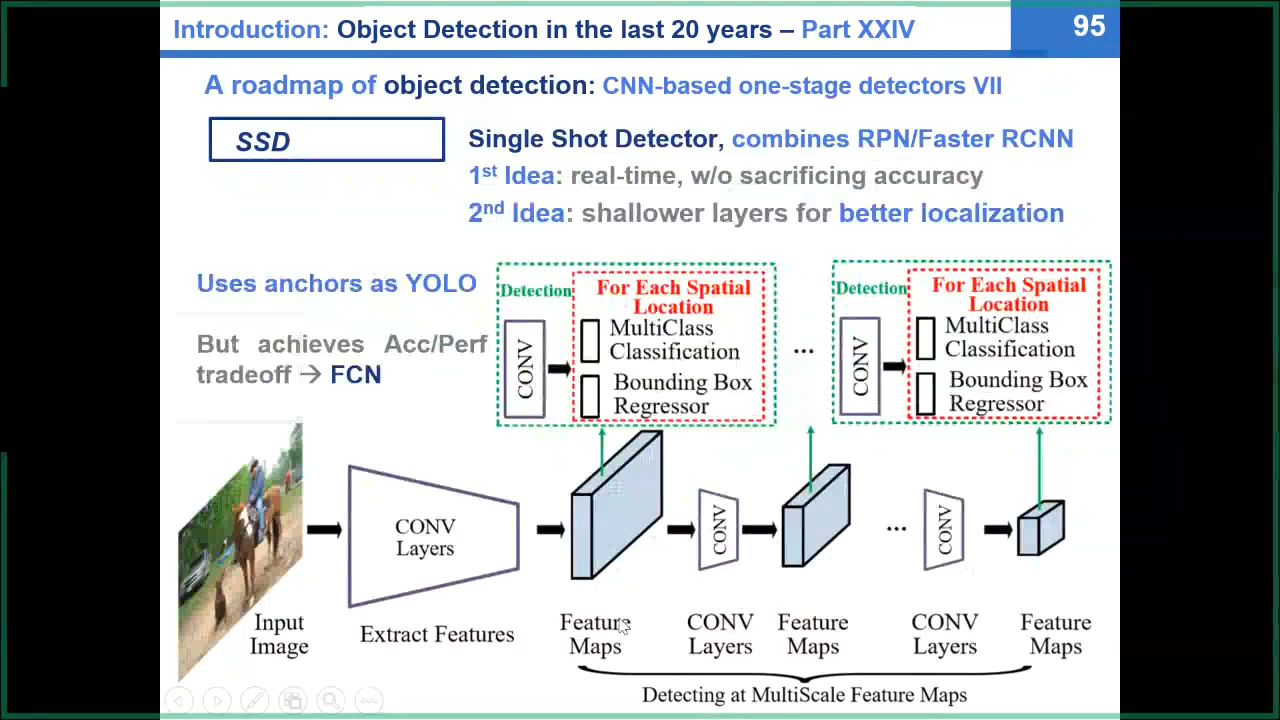 Introduction: Object Detection in the last 20 years – Part XXIV
95
A roadmap of object detection: CNN-based one-stage detectors VII
SSD
Single Shot Detector, combines RPN/Faster RCNN
1st Idea: real-time, w/o sacrificing accuracy
2nd Idea: shallower layers for better localization
Uses anchors as YOLO
But achieves Acc/Perf
tradeoff → FCN
Detection
For Each Spatial
Location
CONV
MultiClass
Classification
Bounding Box
Regressor
...
Detection
For Each Spatial
Location
CONV
MultiClass
Classification
Bounding Box
Regressor
CONV
Layers
CONV
...
CONV
Input
Image
Extract Features
Feature
Maps
CONV
Layers
Feature
Maps
CONV
Layers
Feature
Maps
Detecting at MultiScale Feature Maps